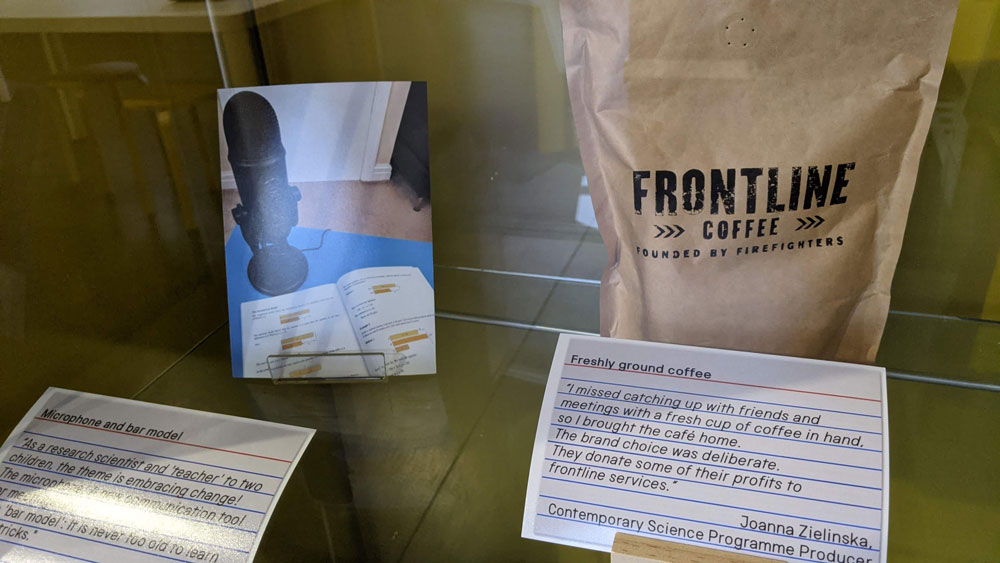 FRONTLINE
COFFEE
FOUNDED BY FIREFIGHTERS
Microphone and bar model
"As a research scientist and 'teacher' to two
children, the theme is embracing change!
The microphone is a communication tool
'bar model': It is never too old to learn
tricks."
Freshly ground coffee
"I missed catching up with friends and
meetings with a fresh cup of coffee in hand,
so I brought the café home.
The brand choice was deliberate.
They donate some of their profits to
frontline services."
Joanna Zielinska,
Contemporary Science Programme Producer